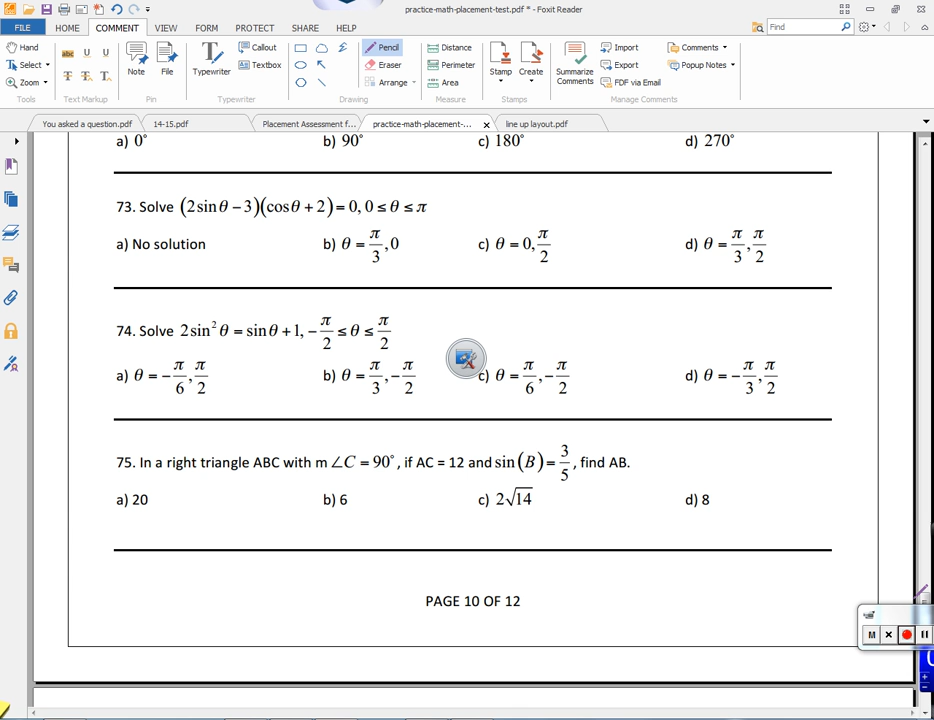 practice-math-placement-test.pdf * - Foxit Reader
FILE HOME COMMENT VIEW FORM PROTECT SHARE HELP Find
Hand Select Zoom Tools
abc U U T T T Text Markup
Note File Pin
Typewriter Callout Textbox Typewriter
Pencil Eraser Arrange Drawing
Distance Perimeter Area Measure
Stamp Create Stamps
Summarize Comments Import Export PDF via Email Comments Popup Notes Manage Comments
You asked a question.pdf 14-15.pdf Placement Assessment f... practice-math-placement-... line up layout.pdf
a) 0° b) 90° c) 180° d) 270°
73. Solve (2sin θ − 3)(cos θ + 2) = 0, 0 ≤ θ ≤ π
a) No solution b) θ = π/3, 0 c) θ = 0, π/2 d) θ = π/3, π/2
74. Solve 2sin² θ = sin θ + 1, −π/2 ≤ θ ≤ π/2
a) θ = −π/6, π/2 b) θ = π/3, −π/2 c) θ = π/6, −π/2 d) θ = −π/3, π/2
75. In a right triangle ABC with m ∠C = 90°, if AC = 12 and sin(B) = 3/5, find AB.
a) 20 b) 6 c) 2√14 d) 8
PAGE 10 OF 12
M